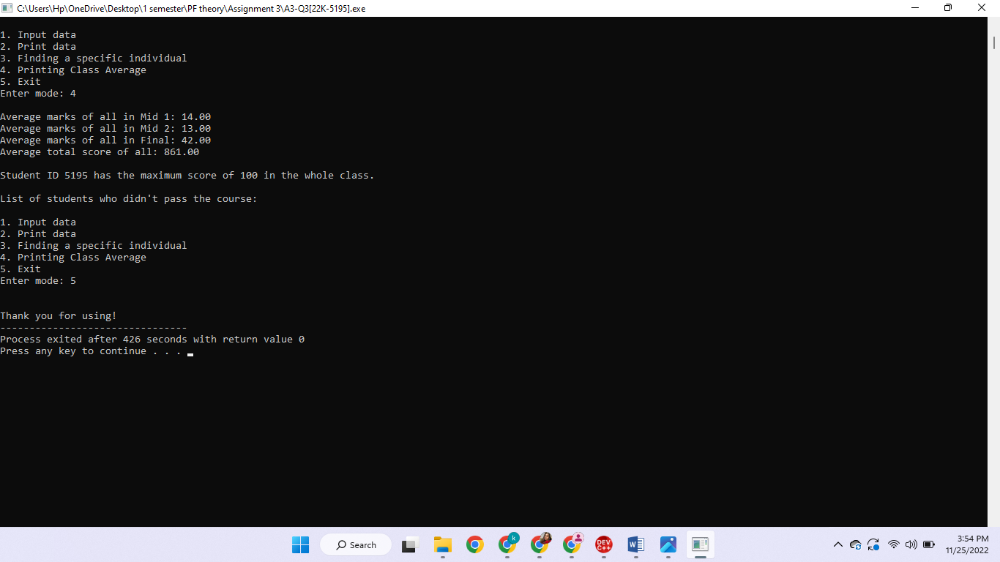 C:\Users\Hp\OneDrive\Desktop\1 semester\PF theory\Assignment 3\A3-Q3[22K-5195].exe
1. Input data
2. Print data
3. Finding a specific individual
4. Printing Class Average
5. Exit
Enter mode: 4
Average marks of all in Mid 1: 14.00
Average marks of all in Mid 2: 13.00
Average marks of all in Final: 42.00
Average total score of all: 861.00
Student ID 5195 has the maximum score of 100 in the whole class.
List of students who didn't pass the course:
1. Input data
2. Print data
3. Finding a specific individual
4. Printing Class Average
5. Exit
Enter mode: 5
Thank you for using!
--------------------------------
Process exited after 426 seconds with return value 0
Press any key to continue . . .
Search
k
DEV
C++
W
3:54 PM
11/25/2022